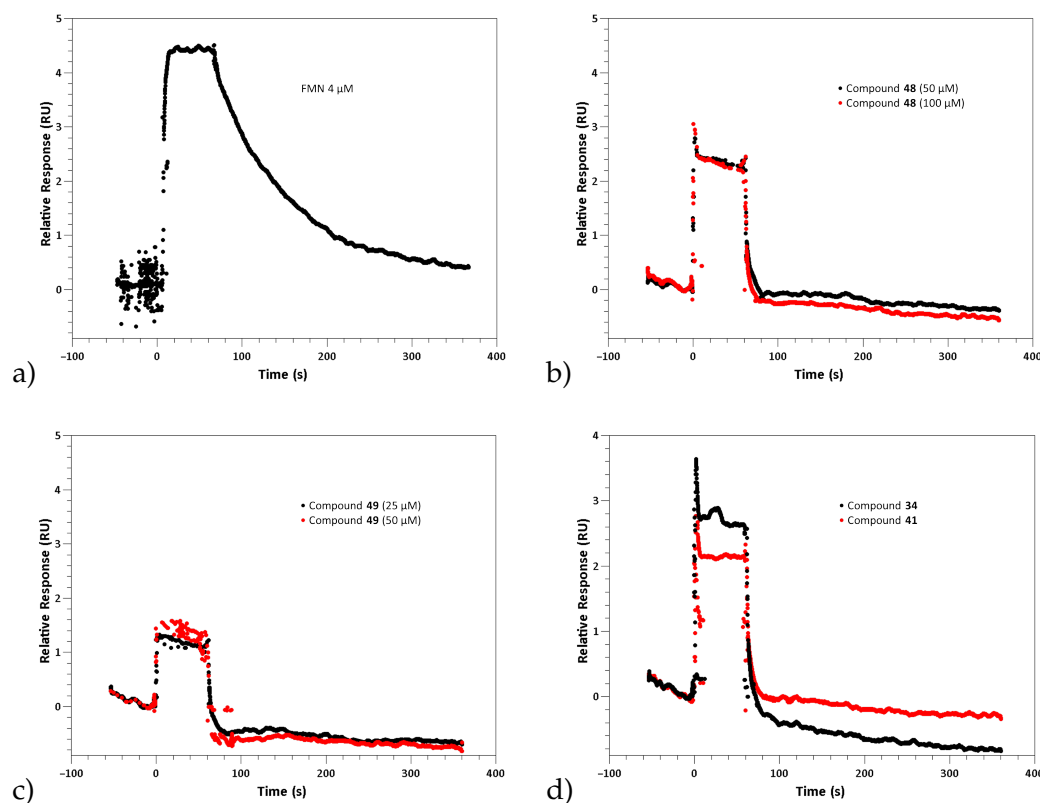 5
4
3
2
1
0
Relative Response (RU)
FMN 4 µM
−100
0
100
200
300
400
Time (s)
a)
5
4
3
2
1
0
Relative Response (RU)
Compound 48 (50 µM)
Compound 48 (100 µM)
−100
0
100
200
300
400
Time (s)
b)
5
4
3
2
1
0
Relative Response (RU)
Compound 49 (25 µM)
Compound 49 (50 µM)
−100
0
100
200
300
400
Time (s)
c)
4
3
2
1
0
Relative Response (RU)
Compound 34
Compound 41
−100
0
100
200
300
400
Time (s)
d)